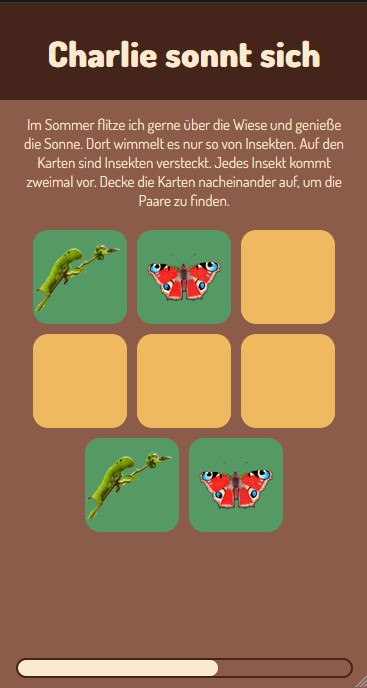 Charlie sonnt sich
Im Sommer flitze ich gerne über die Wiese und genieße
die Sonne. Dort wimmelt es nur so von Insekten. Auf den
Karten sind Insekten versteckt. Jedes Insekt kommt
zweimal vor. Decke die Karten nacheinander auf, um die
Paare zu finden.